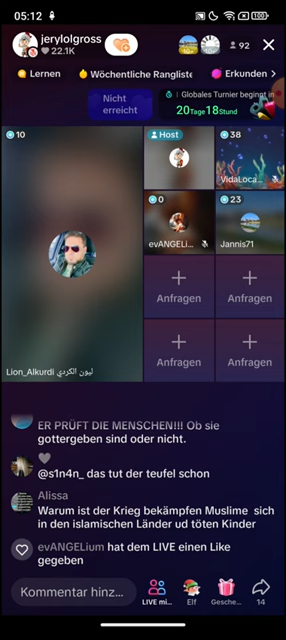 05:12
100
jerylolgross
22.1K
92
Lernen
Wöchentliche Rangliste
Erkunden
Nicht
erreicht
Globales Turnier beginnt in
20Tage18Stund
10
Host
38
VidaLoca...
0
23
evANGELi...
Jannis71
Anfragen
Anfragen
Anfragen
Anfragen
Lion_Alkurdi ليون الكردي
ER PRÜFT DIE MENSCHEN!!! Ob sie
gottergeben sind oder nicht.
@s1n4n_ das tut der teufel schon
Alissa
Warum ist der Krieg bekämpfen Muslime sich
in den islamischen Länder ud töten Kinder
evANGELium hat dem LIVE einen Like
gegeben
Kommentar hinz...
LIVE mi...
Elf
Gesche...
14